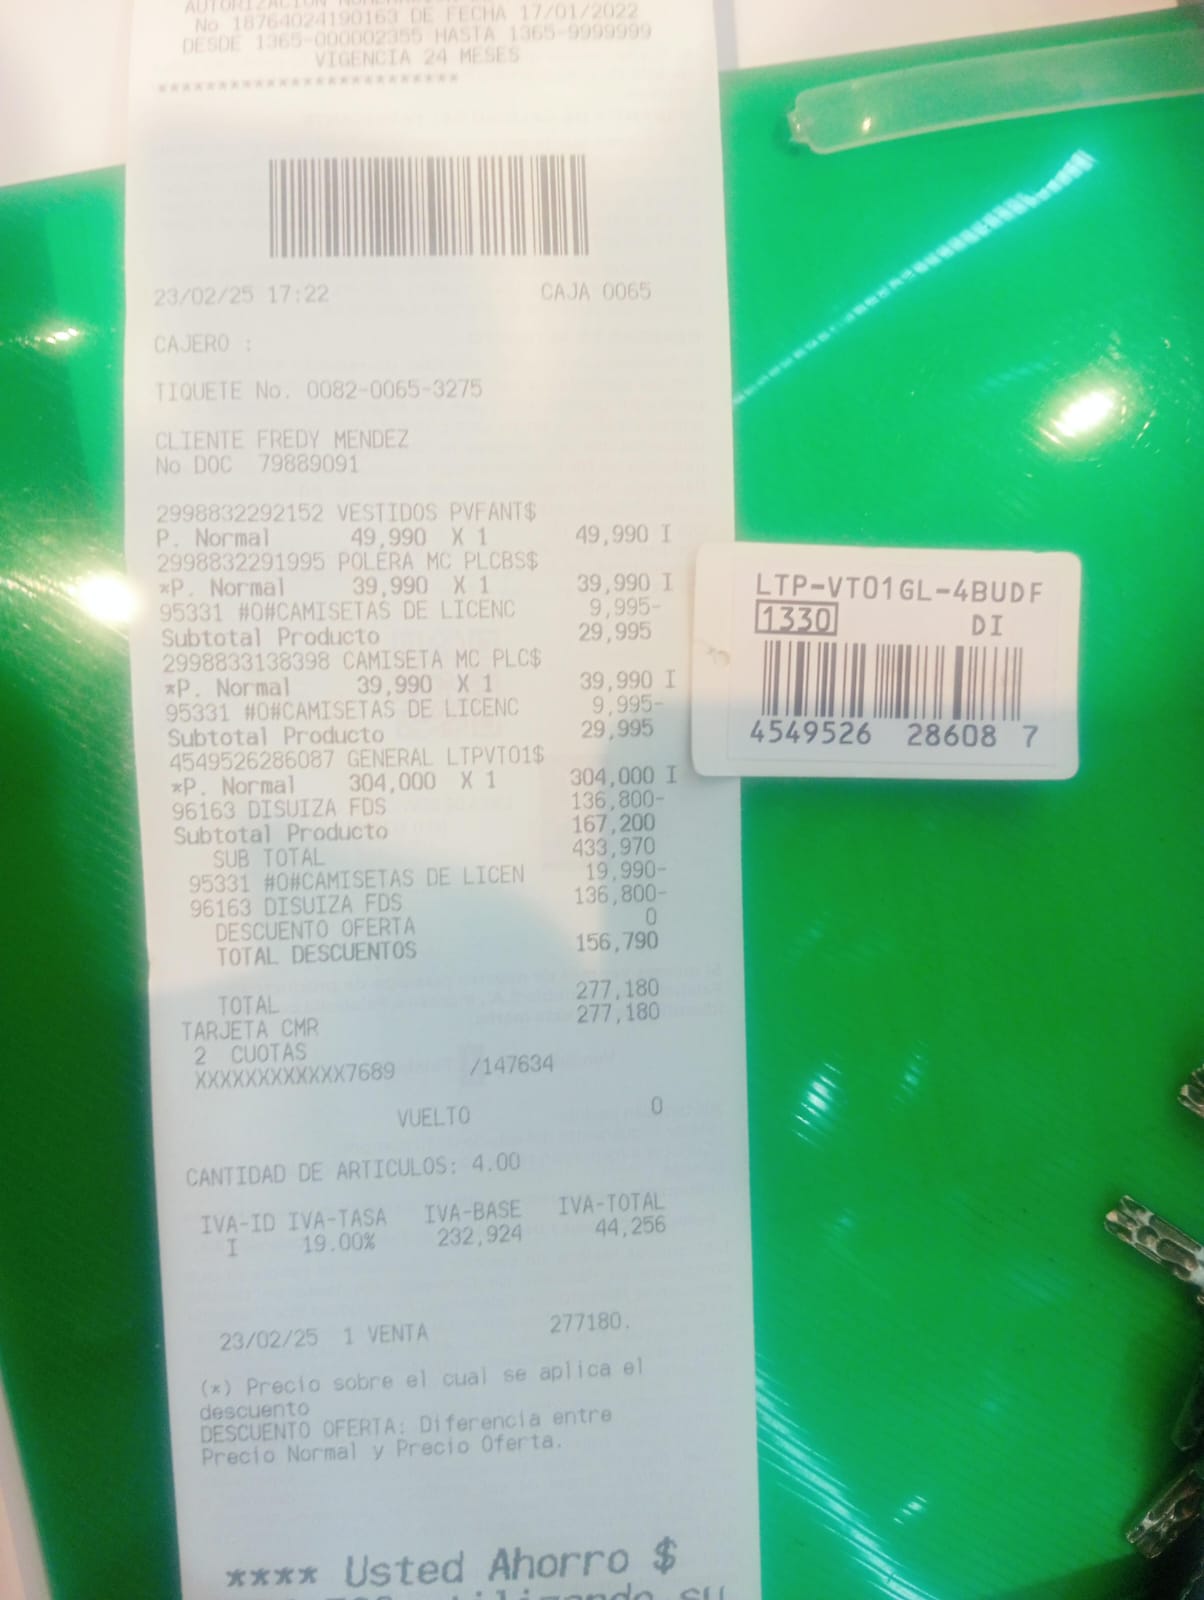 No 18764024190163 DE FECHA 17/01/2022
DESDE 1365-000002355 HASTA 1365-9999999
VIGENCIA 24 MESES
*************************
23/02/25 17:22 CAJA 0065
CAJERO :
TIQUETE No. 0082-0065-3275
CLIENTE FREDY MENDEZ
No DOC 79889091
2998832292152 VESTIDOS PVFANT$
P. Normal 49,990 X 1 49,990 I
2998832291995 POLERA MC PLCBS$
*P. Normal 39,990 X 1 39,990 I
95331 #O#CAMISETAS DE LICENC 9,995-
Subtotal Producto 29,995
2998833138398 CAMISETA MC PLC$
*P. Normal 39,990 X 1 39,990 I
95331 #O#CAMISETAS DE LICENC 9,995-
Subtotal Producto 29,995
4549526286087 GENERAL LTPVT01$
*P. Normal 304,000 X 1 304,000 I
96163 DISUIZA FDS 136,800-
Subtotal Producto 167,200
SUB TOTAL 433,970
95331 #O#CAMISETAS DE LICEN 19,990-
96163 DISUIZA FDS 136,800-
DESCUENTO OFERTA 0
TOTAL DESCUENTOS 156,790
TOTAL 277,180
TARJETA CMR 277,180
2 CUOTAS
XXXXXXXXXXXX7689 /147634
VUELTO 0
CANTIDAD DE ARTICULOS: 4.00
IVA-ID IVA-TASA IVA-BASE IVA-TOTAL
I 19.00% 232,924 44,256
23/02/25 1 VENTA 277180.
(*) Precio sobre el cual se aplica el
descuento
DESCUENTO OFERTA: Diferencia entre
Precio Normal y Precio Oferta.
**** Usted Ahorro $
utilizando su
LTP-VT01GL-4BUDF
1330 DI
4549526 28608 7